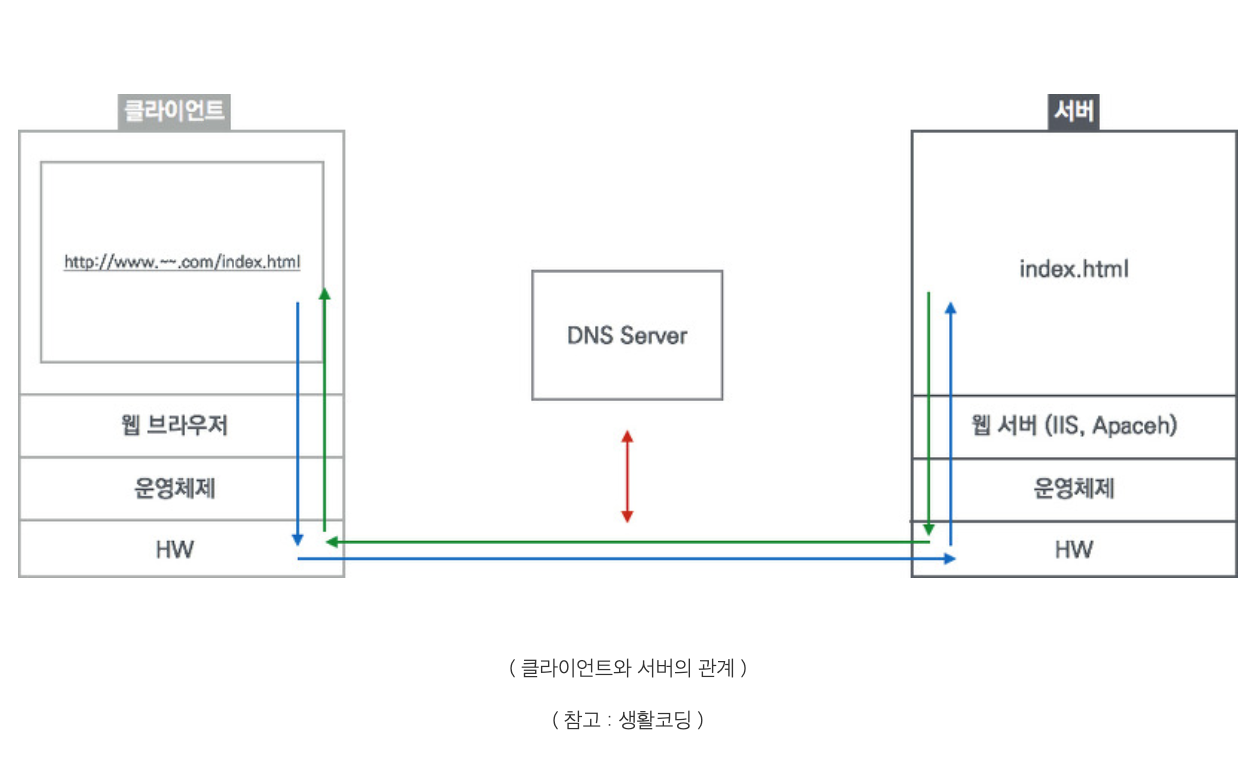 클라이언트
서버
http://www.~~.com/index.html
index.html
DNS Server
웹 브라우저
웹 서버 (IIS, Apaceh)
운영체제
운영체제
HW
HW
( 클라이언트와 서버의 관계 )
( 참고 : 생활코딩 )